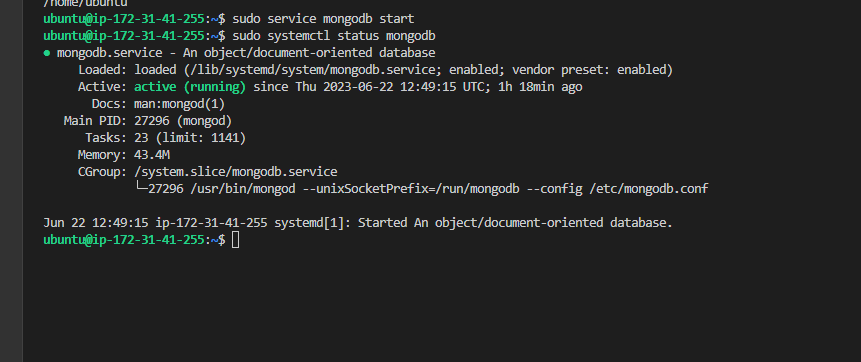 /home/ubuntu
ubuntu@ip-172-31-41-255:~$ sudo service mongodb start
ubuntu@ip-172-31-41-255:~$ sudo systemctl status mongodb
● mongodb.service - An object/document-oriented database
Loaded: loaded (/lib/systemd/system/mongodb.service; enabled; vendor preset: enabled)
Active: active (running) since Thu 2023-06-22 12:49:15 UTC; 1h 18min ago
Docs: man:mongod(1)
Main PID: 27296 (mongod)
Tasks: 23 (limit: 1141)
Memory: 43.4M
CGroup: /system.slice/mongodb.service
└─27296 /usr/bin/mongod --unixSocketPrefix=/run/mongodb --config /etc/mongodb.conf
Jun 22 12:49:15 ip-172-31-41-255 systemd[1]: Started An object/document-oriented database.
ubuntu@ip-172-31-41-255:~$